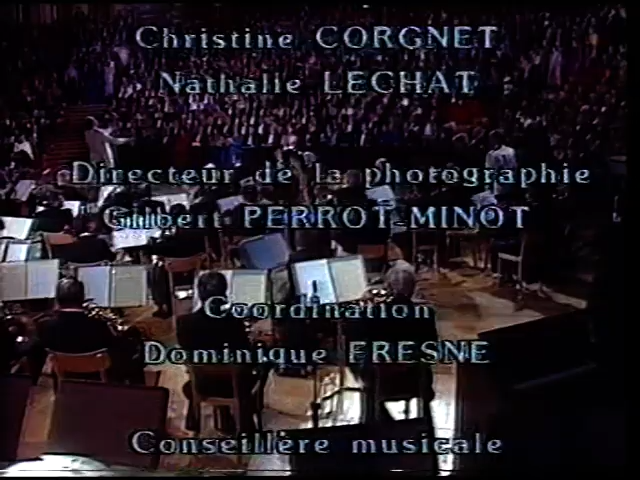 Christine CORGNET
Nathalie LECHAT
Directeur de la photographie
Gilbert PERROT-MINOT
Coordination
Dominique FRESNE
Conseillère musicale